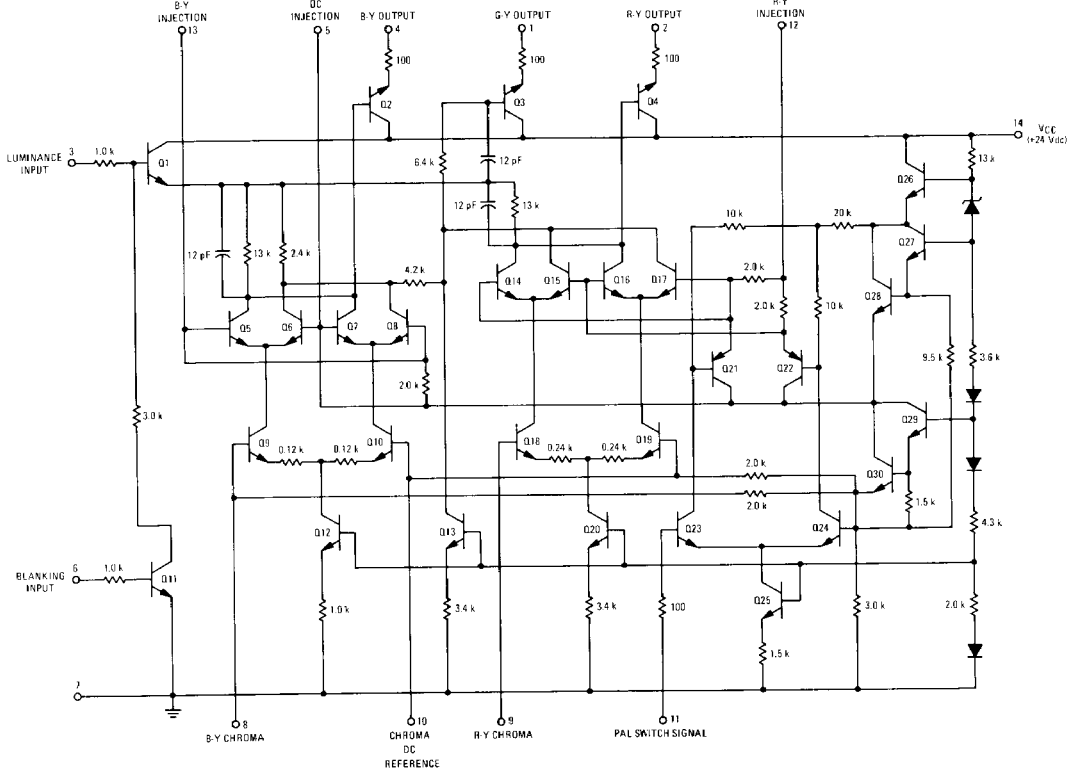 B-Y
INJECTION
13
DC
INJECTION
5
B-Y OUTPUT
4
G-Y OUTPUT
1
R-Y OUTPUT
2
R-Y
INJECTION
12
100
100
100
Q2
Q3
Q4
14
VCC
(+24 Vdc)
LUMINANCE
INPUT
3
1.0 k
Q1
6.4 k
12 pF
13 k
Q26
12 pF
13 k
10 k
20 k
Q27
12 pF
13 k
2.4 k
4.2 k
Q14
Q15
Q16
Q17
2.0 k
2.0 k
10 k
Q28
Q5
Q6
Q7
Q8
9.5 k
3.6 k
2.0 k
Q21
Q22
3.0 k
Q29
Q9
0.12 k
0.12 k
Q10
Q18
0.24 k
0.24 k
Q19
2.0 k
2.0 k
Q30
1.5 k
Q12
Q13
Q20
Q23
Q24
4.3 k
BLANKING
INPUT
6
1.0 k
Q11
Q25
1.0 k
3.4 k
3.4 k
100
3.0 k
2.0 k
1.5 k
7
8
B-Y CHROMA
10
CHROMA
DC
REFERENCE
9
R-Y CHROMA
11
PAL SWITCH SIGNAL